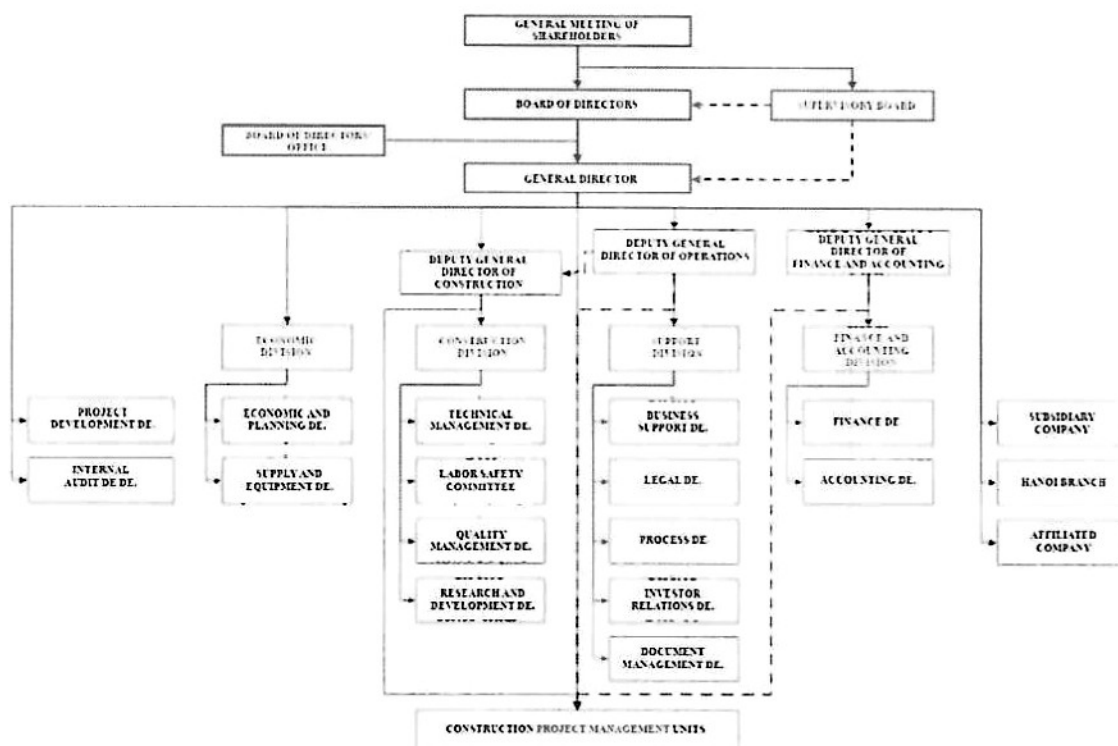 GENERAL MEETING OF
SHAREHOLDERS
BOARD OF DIRECTORS
SUPERVISORY BOARD
BOARD OF DIRECTORS'
OFFICE
GENERAL DIRECTOR
DEPUTY GENERAL
DIRECTOR OF
CONSTRUCTION
DEPUTY GENERAL
DIRECTOR OF OPERATIONS
DEPUTY GENERAL
DIRECTOR OF
FINANCE AND ACCOUNTING
ECONOMIC
DIVISION
CONSTRUCTION
DIVISION
SUPPORT
DIVISION
FINANCE AND
ACCOUNTING
DIVISION
PROJECT
DEVELOPMENT DE.
ECONOMIC AND
PLANNING DE.
TECHNICAL
MANAGEMENT DE.
BUSINESS
SUPPORT DE.
FINANCE DE.
SUBSIDIARY
COMPANY
INTERNAL
AUDIT DE DE.
SUPPLY AND
EQUIPMENT DE.
LABOR SAFETY
COMMITTEE
LEGAL DE.
ACCOUNTING DE.
HANOI BRANCH
QUALITY
MANAGEMENT DE.
PROCESS DE.
AFFILIATED
COMPANY
RESEARCH AND
DEVELOPMENT DE.
INVESTOR
RELATIONS DE.
DOCUMENT
MANAGEMENT DE.
CONSTRUCTION PROJECT MANAGEMENT UNITS